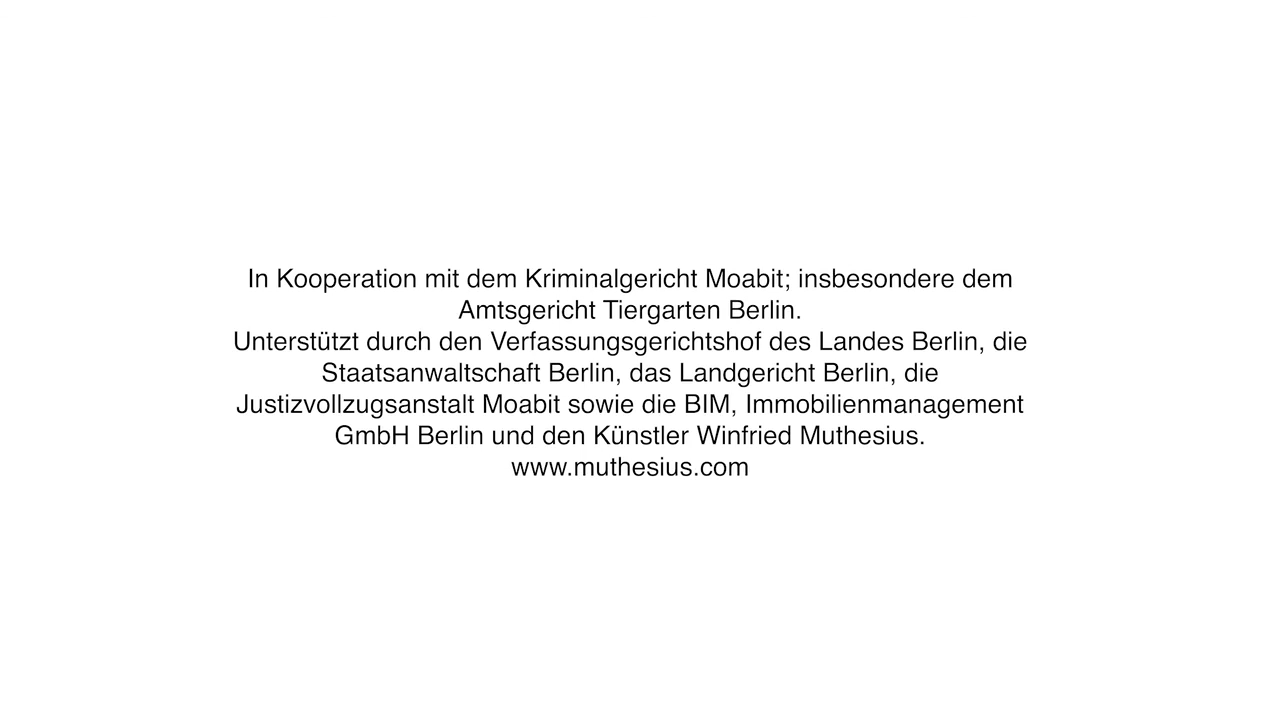 In Kooperation mit dem Kriminalgericht Moabit; insbesondere dem
Amtsgericht Tiergarten Berlin.
Unterstützt durch den Verfassungsgerichtshof des Landes Berlin, die
Staatsanwaltschaft Berlin, das Landgericht Berlin, die
Justizvollzugsanstalt Moabit sowie die BIM, Immobilienmanagement
GmbH Berlin und den Künstler Winfried Muthesius.
www.muthesius.com